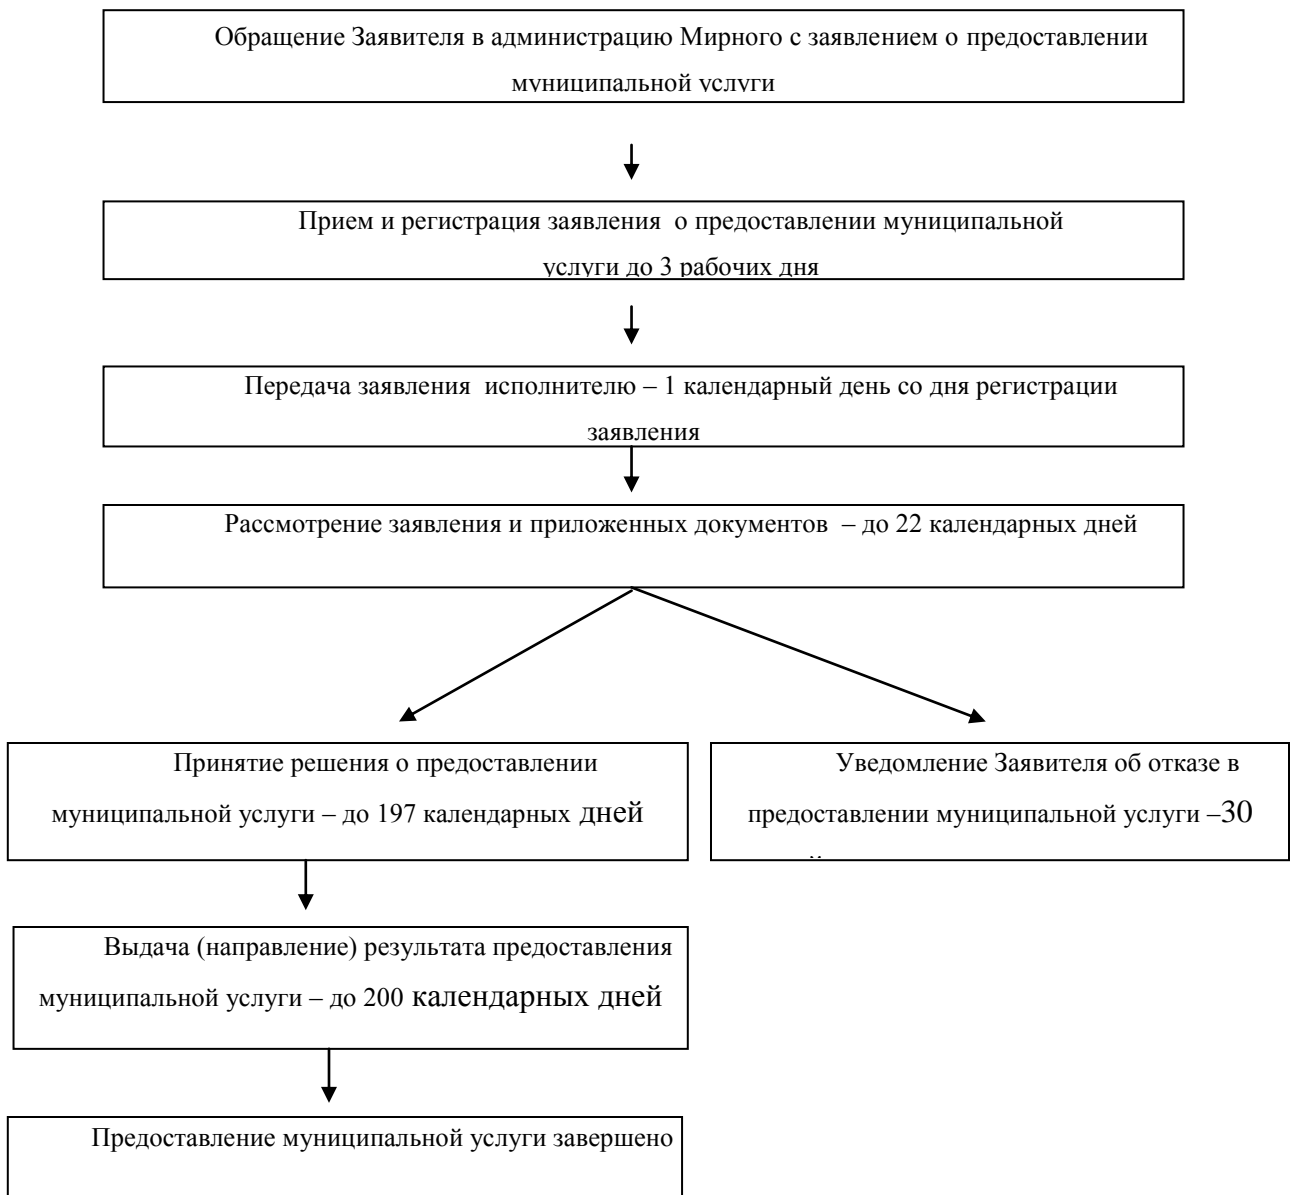 Обращение Заявителя в администрацию Мирного с заявлением о предоставлении
муниципальной услуги
Прием и регистрация заявления о предоставлении муниципальной
услуги до 3 рабочих дня
Передача заявления исполнителю – 1 календарный день со дня регистрации
заявления
Рассмотрение заявления и приложенных документов – до 22 календарных дней
Принятие решения о предоставлении
муниципальной услуги – до 197 календарных дней
Уведомление Заявителя об отказе в
предоставлении муниципальной услуги –30
Выдача (направление) результата предоставления
муниципальной услуги – до 200 календарных дней
Предоставление муниципальной услуги завершено